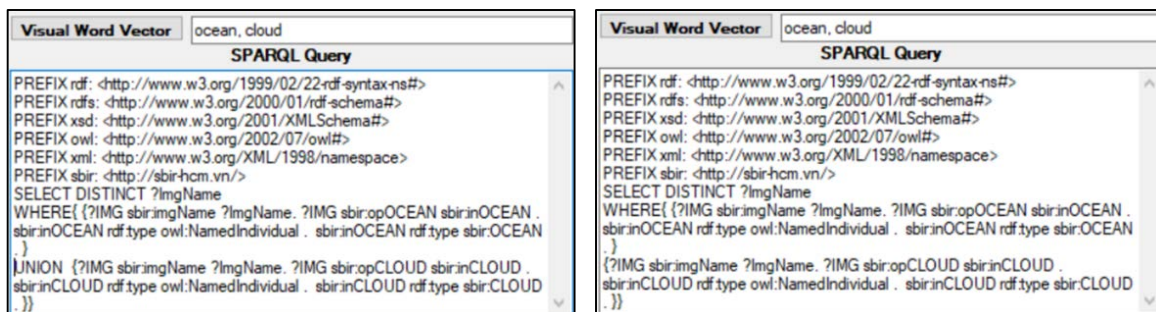 Visual Word Vector ocean, cloud
SPARQL Query
PREFIX rdf: <http://www.w3.org/1999/02/22-rdf-syntax-ns#>
PREFIX rdfs: <http://www.w3.org/2000/01/rdf-schema#>
PREFIX xsd: <http://www.w3.org/2001/XMLSchema#>
PREFIX owl: <http://www.w3.org/2002/07/owl#>
PREFIX xml: <http://www.w3.org/XML/1998/namespace>
PREFIX sbir: <http://sbir-hcm.vn/>
SELECT DISTINCT ?ImgName
WHERE{ {?IMG sbir:imgName ?ImgName. ?IMG sbir:opOCEAN sbir:inOCEAN .
sbir:inOCEAN rdf:type owl:NamedIndividual . sbir:inOCEAN rdf:type sbir:OCEAN
. }
UNION {?IMG sbir:imgName ?ImgName. ?IMG sbir:opCLOUD sbir:inCLOUD .
sbir:inCLOUD rdf:type owl:NamedIndividual . sbir:inCLOUD rdf:type sbir:CLOUD
. }}
Visual Word Vector ocean, cloud
SPARQL Query
PREFIX rdf: <http://www.w3.org/1999/02/22-rdf-syntax-ns#>
PREFIX rdfs: <http://www.w3.org/2000/01/rdf-schema#>
PREFIX xsd: <http://www.w3.org/2001/XMLSchema#>
PREFIX owl: <http://www.w3.org/2002/07/owl#>
PREFIX xml: <http://www.w3.org/XML/1998/namespace>
PREFIX sbir: <http://sbir-hcm.vn/>
SELECT DISTINCT ?ImgName
WHERE{ {?IMG sbir:imgName ?ImgName. ?IMG sbir:opOCEAN sbir:inOCEAN .
sbir:inOCEAN rdf:type owl:NamedIndividual . sbir:inOCEAN rdf:type sbir:OCEAN
. }
{?IMG sbir:imgName ?ImgName. ?IMG sbir:opCLOUD sbir:inCLOUD .
sbir:inCLOUD rdf:type owl:NamedIndividual . sbir:inCLOUD rdf:type sbir:CLOUD
. }}